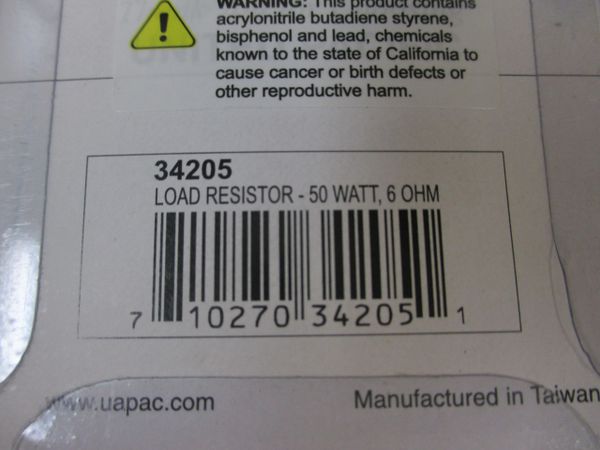 WARNING: This product contains
acrylonitrile butadiene styrene,
bisphenol and lead, chemicals
known to the state of California to
cause cancer or birth defects or
other reproductive harm.
34205
LOAD RESISTOR - 50 WATT, 6 OHM
7 10270 34205 1
www.uapac.com
Manufactured in Taiwan